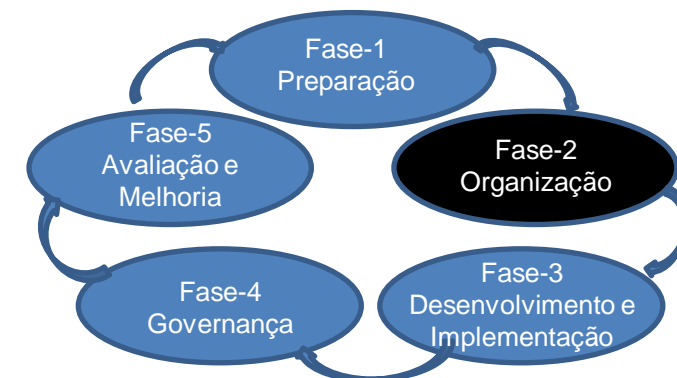 Fase-1
Preparação
Fase-2
Organização
Fase-3
Desenvolvimento e
Implementação
Fase-4
Governança
Fase-5
Avaliação e
Melhoria